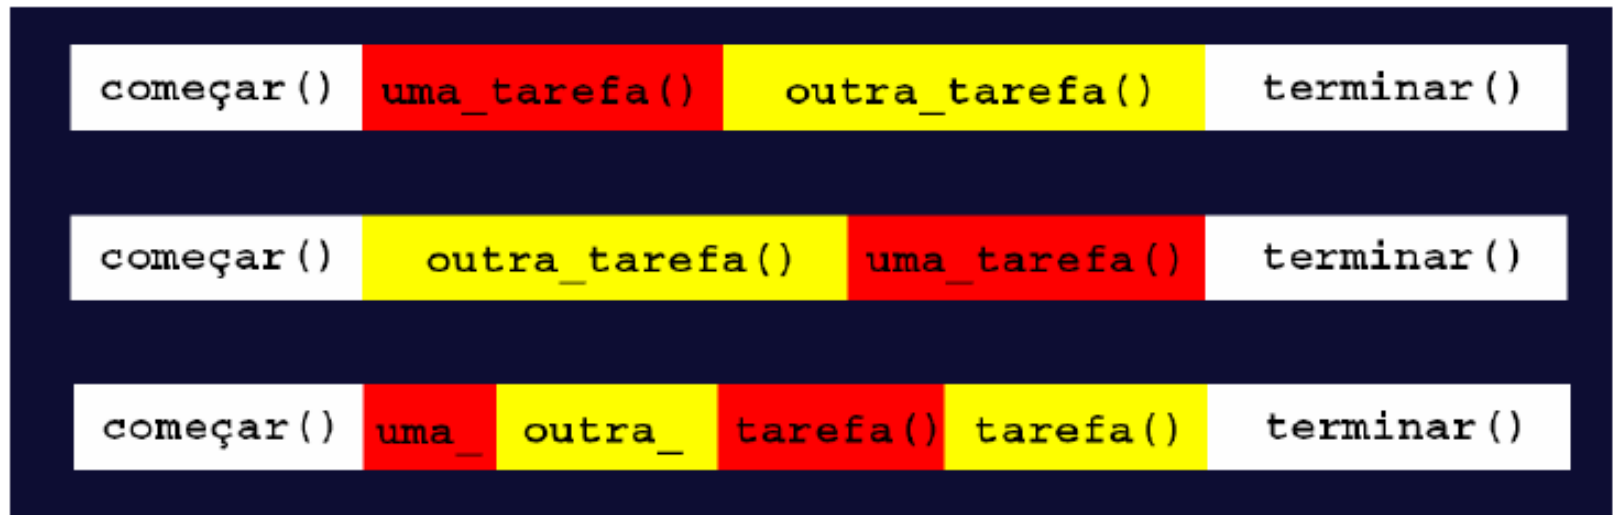 começar() uma_tarefa() outra_tarefa() terminar()
começar() outra_tarefa() uma_tarefa() terminar()
começar() uma_ outra_ tarefa() tarefa() terminar()